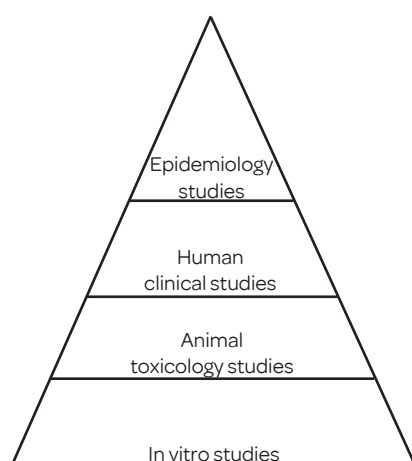 Epidemiology
studies
Human
clinical studies
Animal
toxicology studies
In vitro studies